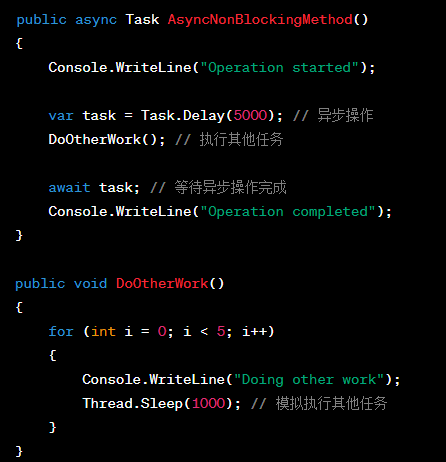 public async Task AsyncNonBlockingMethod()
{
    Console.WriteLine("Operation started");

    var task = Task.Delay(5000); // 异步操作
    DoOtherWork(); // 执行其他任务

    await task; // 等待异步操作完成
    Console.WriteLine("Operation completed");
}

public void DoOtherWork()
{
    for (int i = 0; i < 5; i++)
    {
        Console.WriteLine("Doing other work");
        Thread.Sleep(1000); // 模拟执行其他任务
    }
}